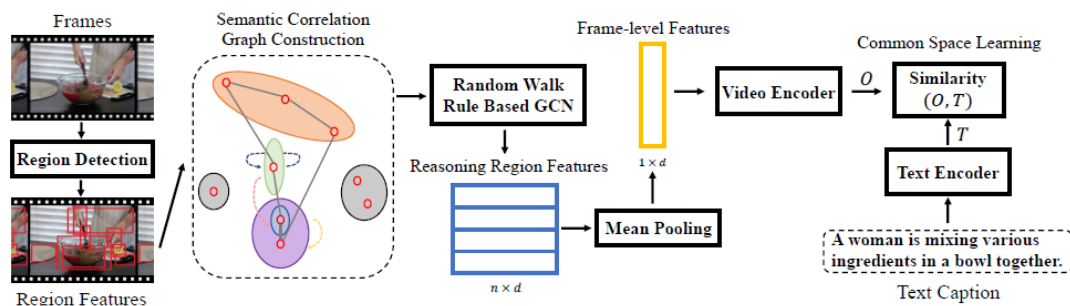 Frames
Region Detection
Region Features
Semantic Correlation
Graph Construction
Random Walk
Rule Based GCN
Reasoning Region Features
n × d
Mean Pooling
Frame-level Features
1 × d
Video Encoder
O
Common Space Learning
Similarity
(O, T)
T
Text Encoder
A woman is mixing various
ingredients in a bowl together.
Text Caption